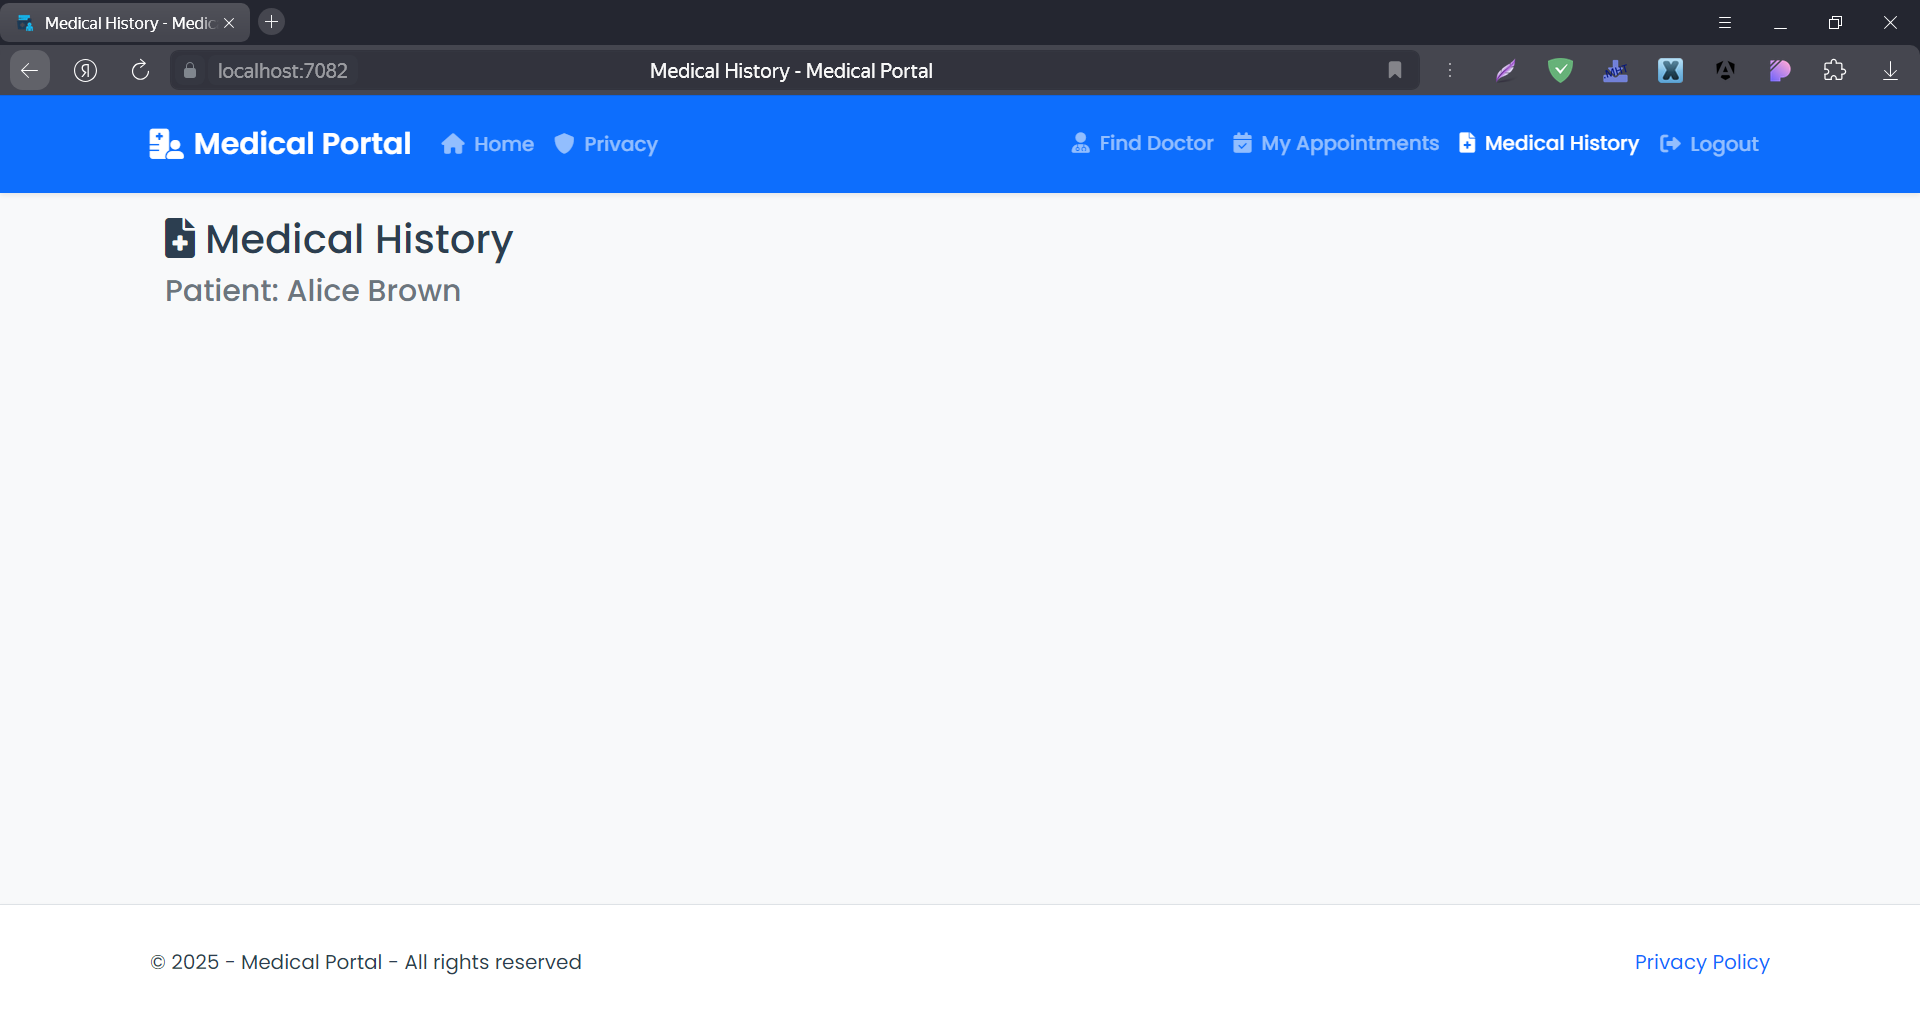 Medical History - Medic
localhost:7082
Medical History - Medical Portal
Medical Portal
Home
Privacy
Find Doctor
My Appointments
Medical History
Logout
Medical History
Patient: Alice Brown
© 2025 - Medical Portal - All rights reserved
Privacy Policy